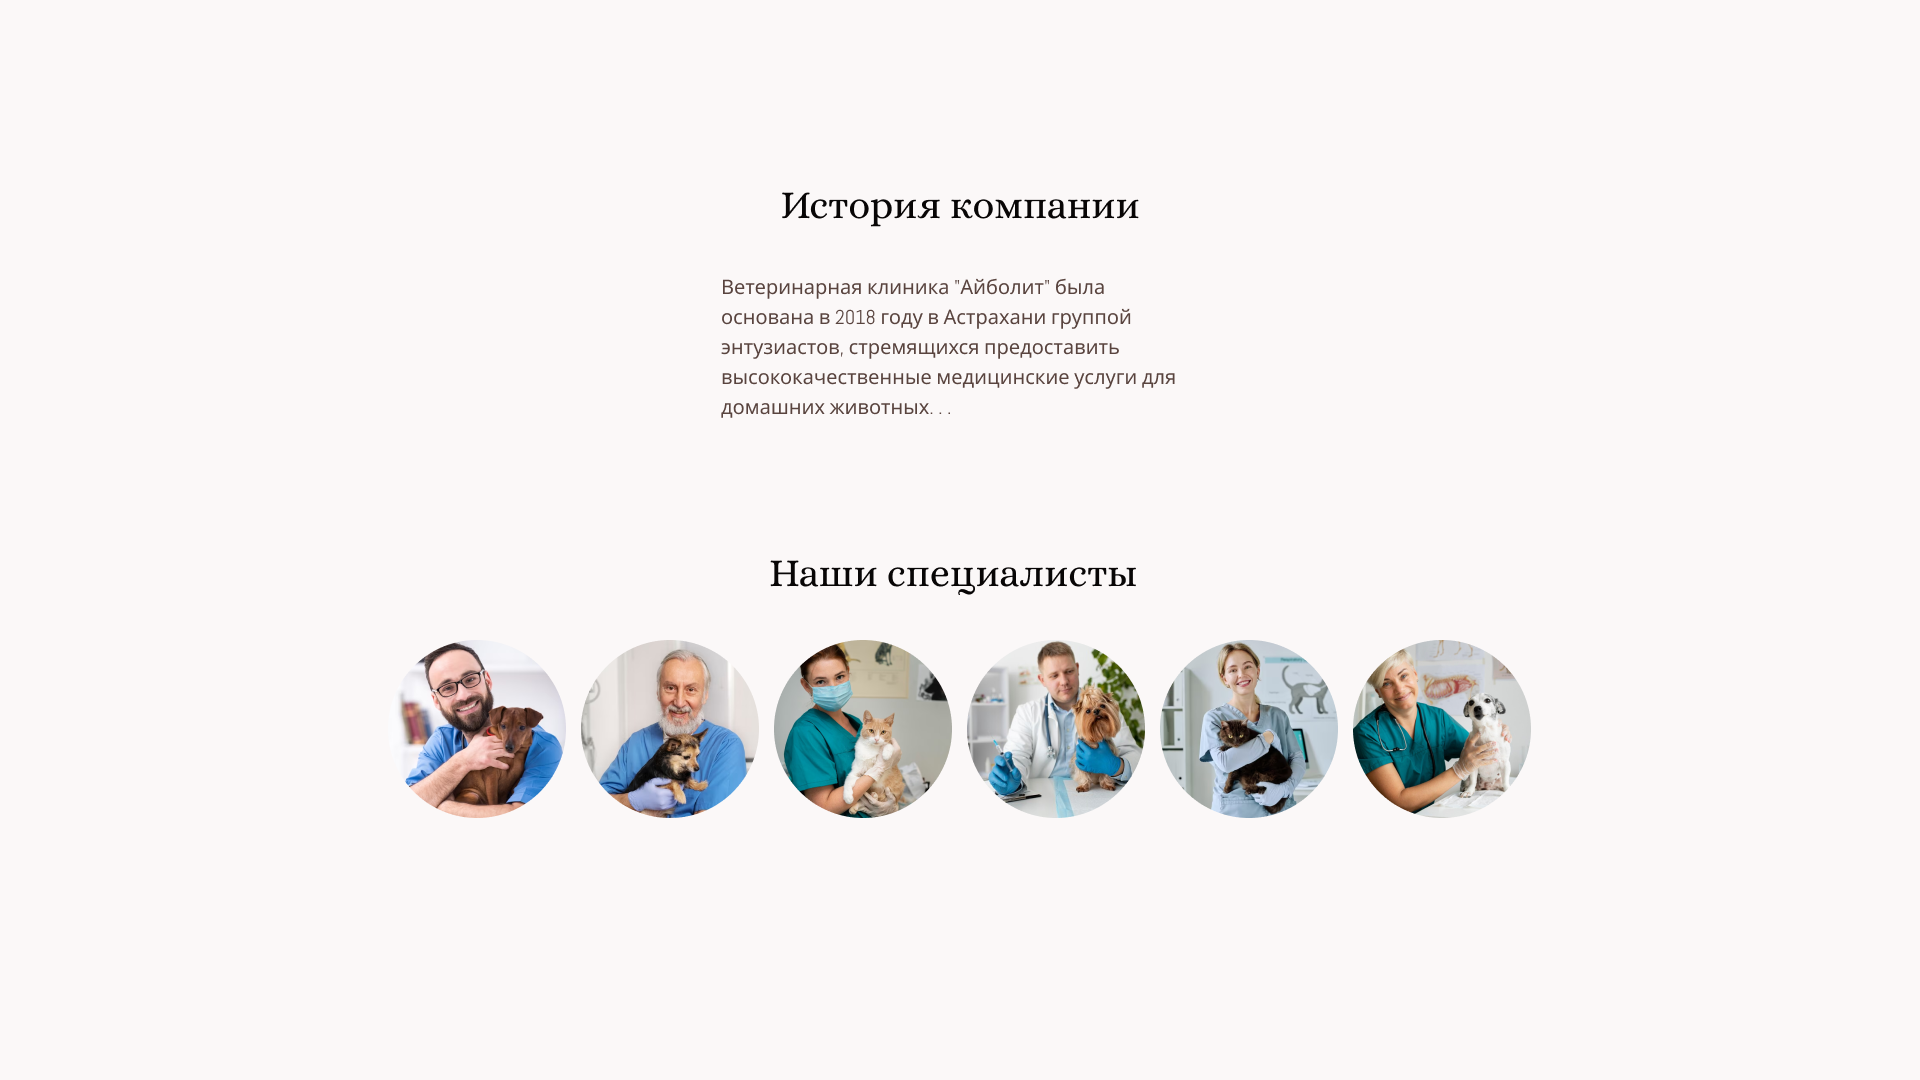 История компании
Ветеринарная клиника "Айболит" была
основана в 2018 году в Астрахани группой
энтузиастов, стремящихся предоставить
высококачественные медицинские услуги для
домашних животных. . .
Наши специалисты